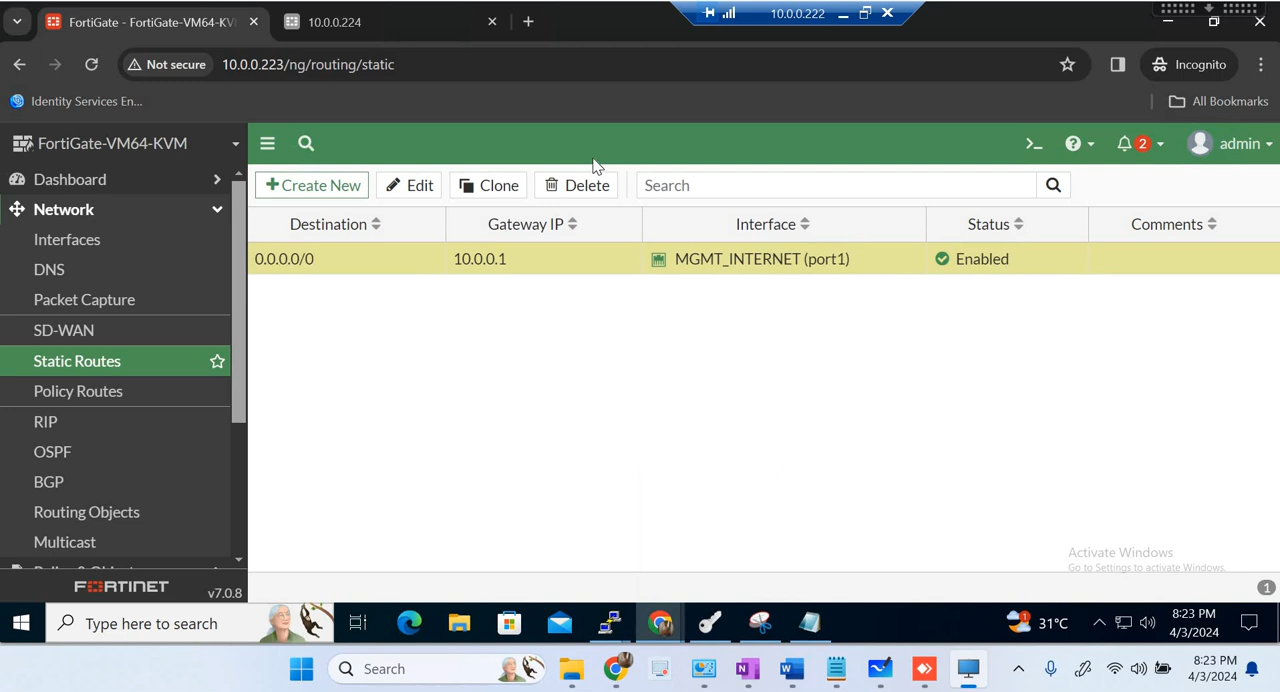 FortiGate - FortiGate-VM64-KV
10.0.0.224
10.0.0.222
Not secure
10.0.0.223/ng/routing/static
Incognito
Identity Services En...
All Bookmarks
FortiGate-VM64-KVM
2
admin
Dashboard
Network
Interfaces
DNS
Packet Capture
SD-WAN
Static Routes
Policy Routes
RIP
OSPF
BGP
Routing Objects
Multicast
FORTINET
v7.0.8
+Create New
Edit
Clone
Delete
Search
Destination
Gateway IP
Interface
Status
Comments
0.0.0.0/0
10.0.0.1
MGMT_INTERNET (port1)
Enabled
Activate Windows
Go to Settings to activate Windows.
1
Type here to search
1
31°C
8:23 PM
4/3/2024
Search
8:23 PM
4/3/2024